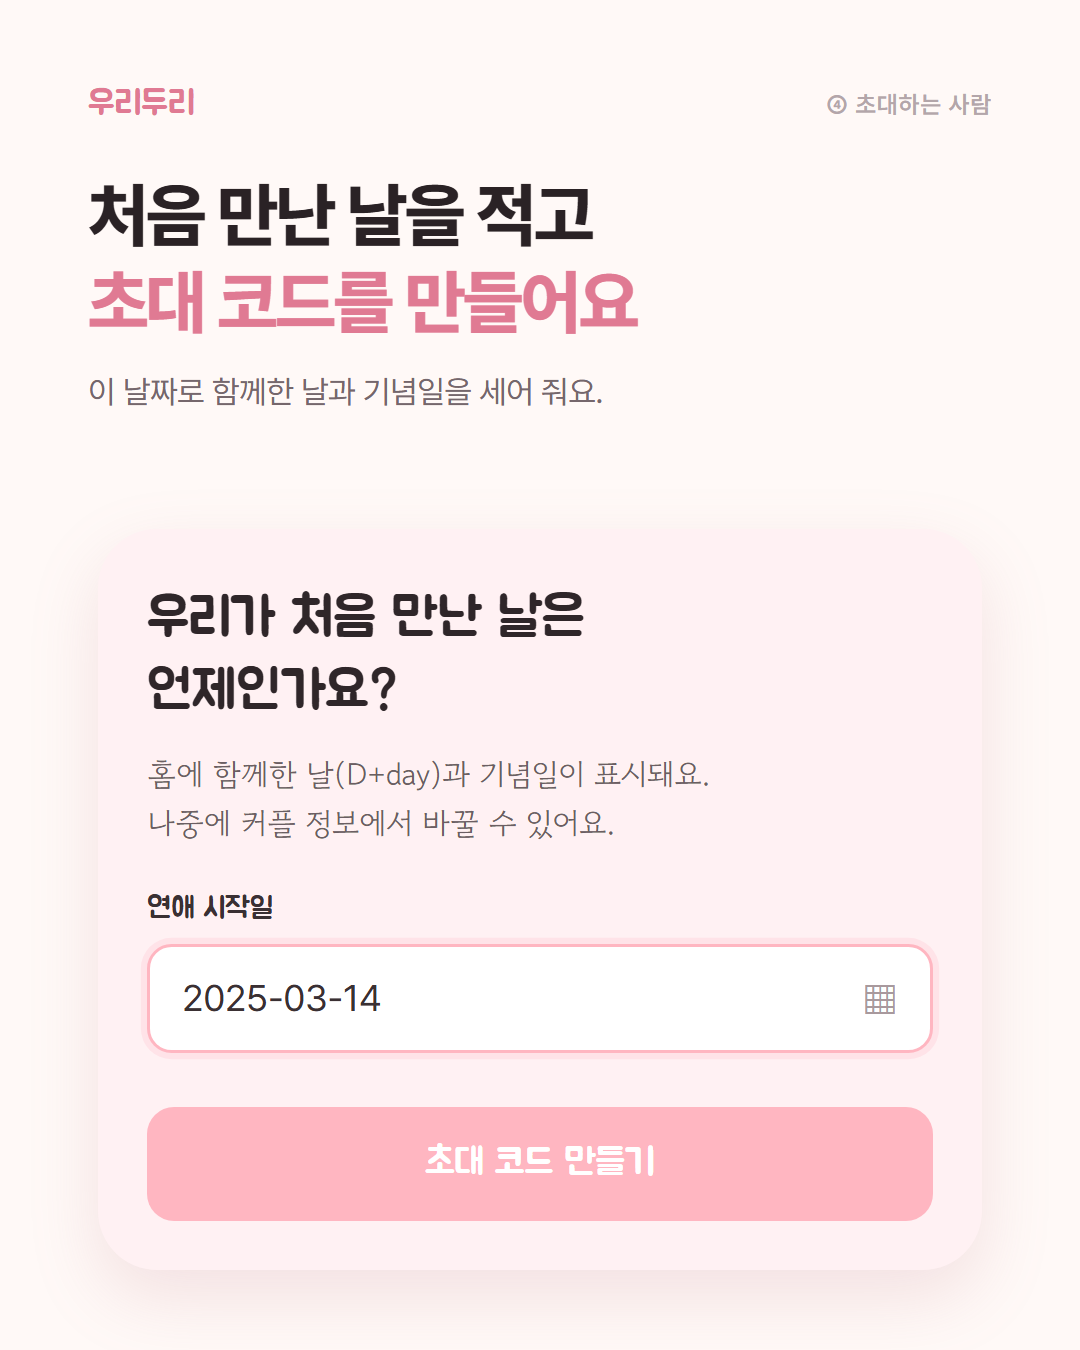 우리두리
④ 초대하는 사람
처음 만난 날을 적고
초대 코드를 만들어요
이 날짜로 함께한 날과 기념일을 세어 줘요.
우리가 처음 만난 날은
언제인가요?
홈에 함께한 날(D+day)과 기념일이 표시돼요.
나중에 커플 정보에서 바꿀 수 있어요.
연애 시작일
2025-03-14
초대 코드 만들기